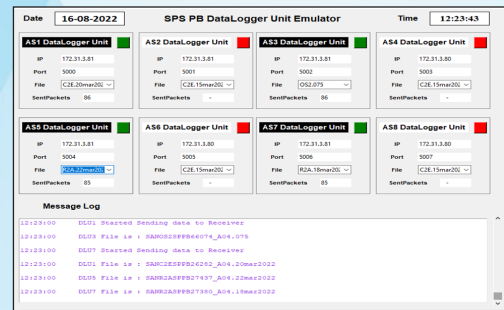 Date 16-08-2022 SPS PB DataLogger Unit Emulator Time 12:23:43
AS1 DataLogger Unit AS2 DataLogger Unit AS3 DataLogger Unit AS4 DataLogger Unit
IP 172.31.3.81 IP 172.31.3.80 IP 172.31.3.81 IP 172.31.3.80
Port 5000 Port 5001 Port 5002 Port 5003
File C2E.20mar202 File C2E.15mar202 File OS2.075 File C2E.15mar202
SentPackets 86 SentPackets - SentPackets 86 SentPackets -
AS5 DataLogger Unit AS6 DataLogger Unit AS7 DataLogger Unit AS8 DataLogger Unit
IP 172.31.3.81 IP 172.31.3.80 IP 172.31.3.81 IP 172.31.3.80
Port 5004 Port 5005 Port 5006 Port 5007
File R2A.22mar202 File C2E.15mar202 File R2A.18mar202 File C2E.15mar202
SentPackets 85 SentPackets - SentPackets 85 SentPackets -
Message Log
12:23:00 DLU1 Started Sending data to Receiver
12:23:00 DLU3 File is : SANOS2SPPB66074_A04.075
12:23:00 DLU7 Started Sending data to Receiver
12:23:00 DLU1 File is : SANC2ESPPB26282_A04.20mar2022
12:23:00 DLU5 File is : SANR2ASPPB27437_A04.22mar2022
12:23:00 DLU7 File is : SANR2ASPPB27380_A04.18mar2022